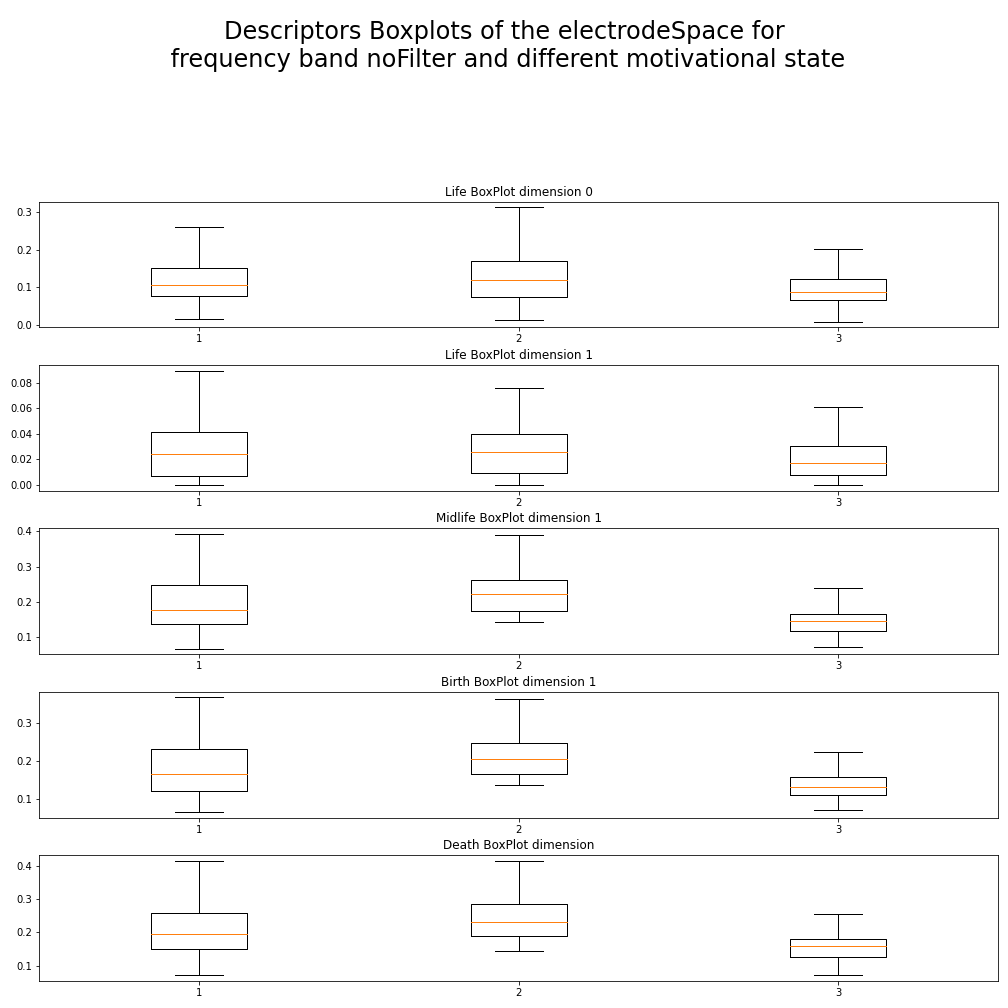 Descriptors Boxplots of the electrodeSpace for
frequency band noFilter and different motivational state
Life BoxPlot dimension 0
0.3
0.2
0.1
0.0
1 2 3
Life BoxPlot dimension 1
0.08
0.06
0.04
0.02
0.00
1 2 3
Midlife BoxPlot dimension 1
0.4
0.3
0.2
0.1
1 2 3
Birth BoxPlot dimension 1
0.3
0.2
0.1
1 2 3
Death BoxPlot dimension
0.4
0.3
0.2
0.1
1 2 3